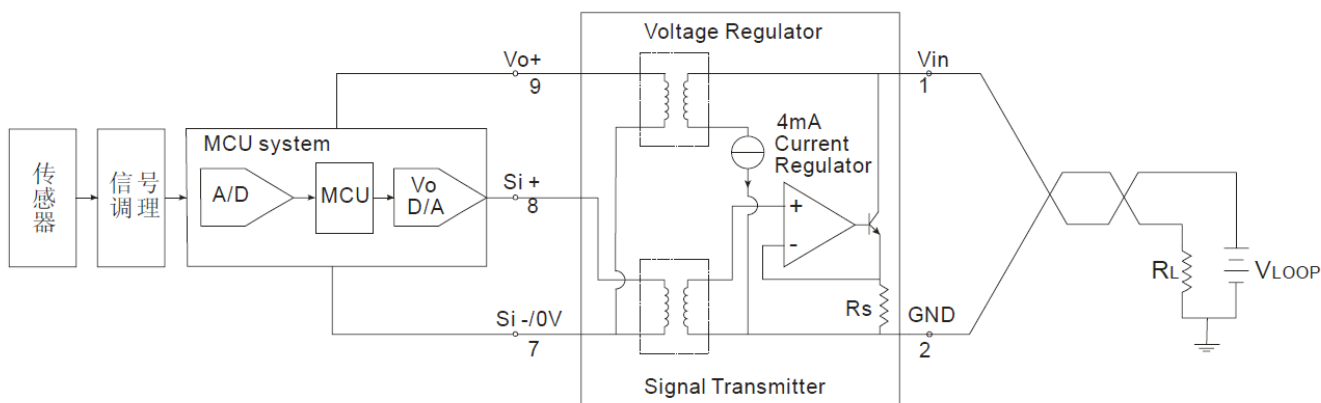 传感器
信号
调理
MCU system
A/D
MCU
Vo
D/A
Vo+
9
Si +
8
Si -/0V
7
Voltage Regulator
4mA
Current
Regulator
+
-
Rs
Signal Transmitter
Vin
1
GND
2
RL
VLOOP